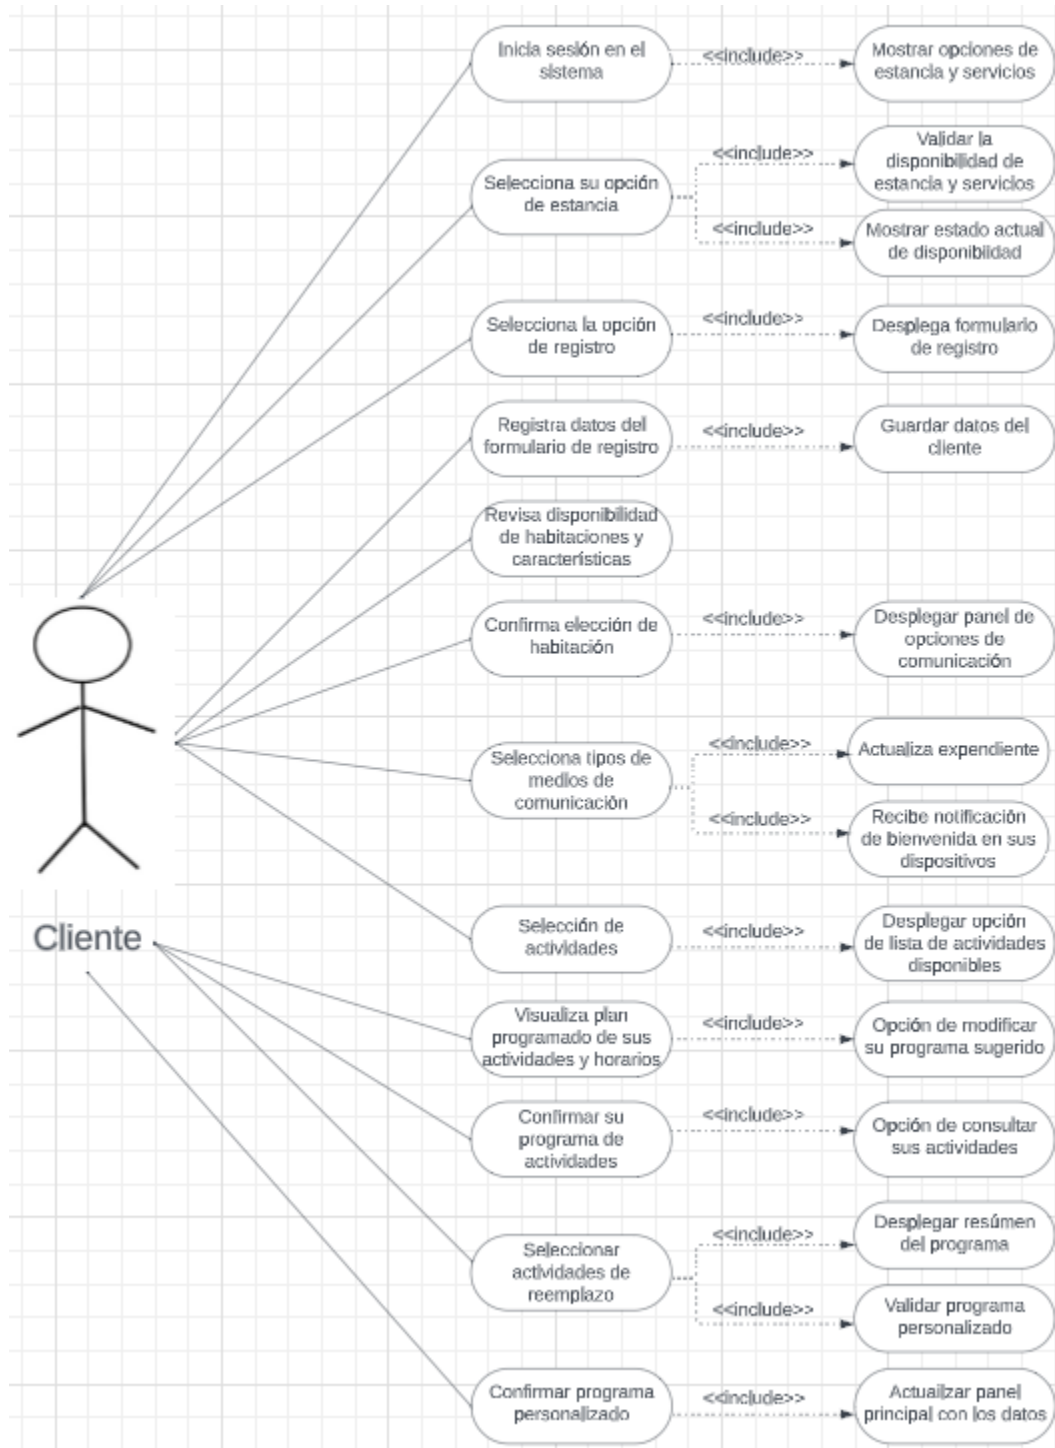 Inicia sesión en el
sistema
<<include>>
Mostrar opciones de
estancia y servicios
Selecciona su opción
de estancia
<<include>>
Validar la
disponibilidad de
estancia y servicios
<<include>>
Mostrar estado actual
de disponibilidad
Selecciona la opción
de registro
<<include>>
Desplega formulario
de registro
Registra datos del
formulario de registro
<<include>>
Guardar datos del
cliente
Revisa disponibilidad
de habitaciones y
características
Confirma elección de
habitación
<<include>>
Desplegar panel de
opciones de
comunicación
Selecciona tipos de
medios de
comunicación
<<include>>
Actualiza expendiente
<<include>>
Recibe notificación
de bienvenida en sus
dispositivos
Cliente
Selección de
actividades
<<include>>
Desplegar opción
de lista de actividades
disponibles
Visualiza plan
programado de sus
actividades y horarios
<<include>>
Opción de modificar
su programa sugerido
Confirmar su
programa de
actividades
<<include>>
Opción de consultar
sus actividades
Seleccionar
actividades de
reemplazo
<<include>>
Desplegar resúmen
del programa
<<include>>
Validar programa
personalizado
Confirmar programa
personalizado
<<include>>
Actualizar panel
principal con los datos